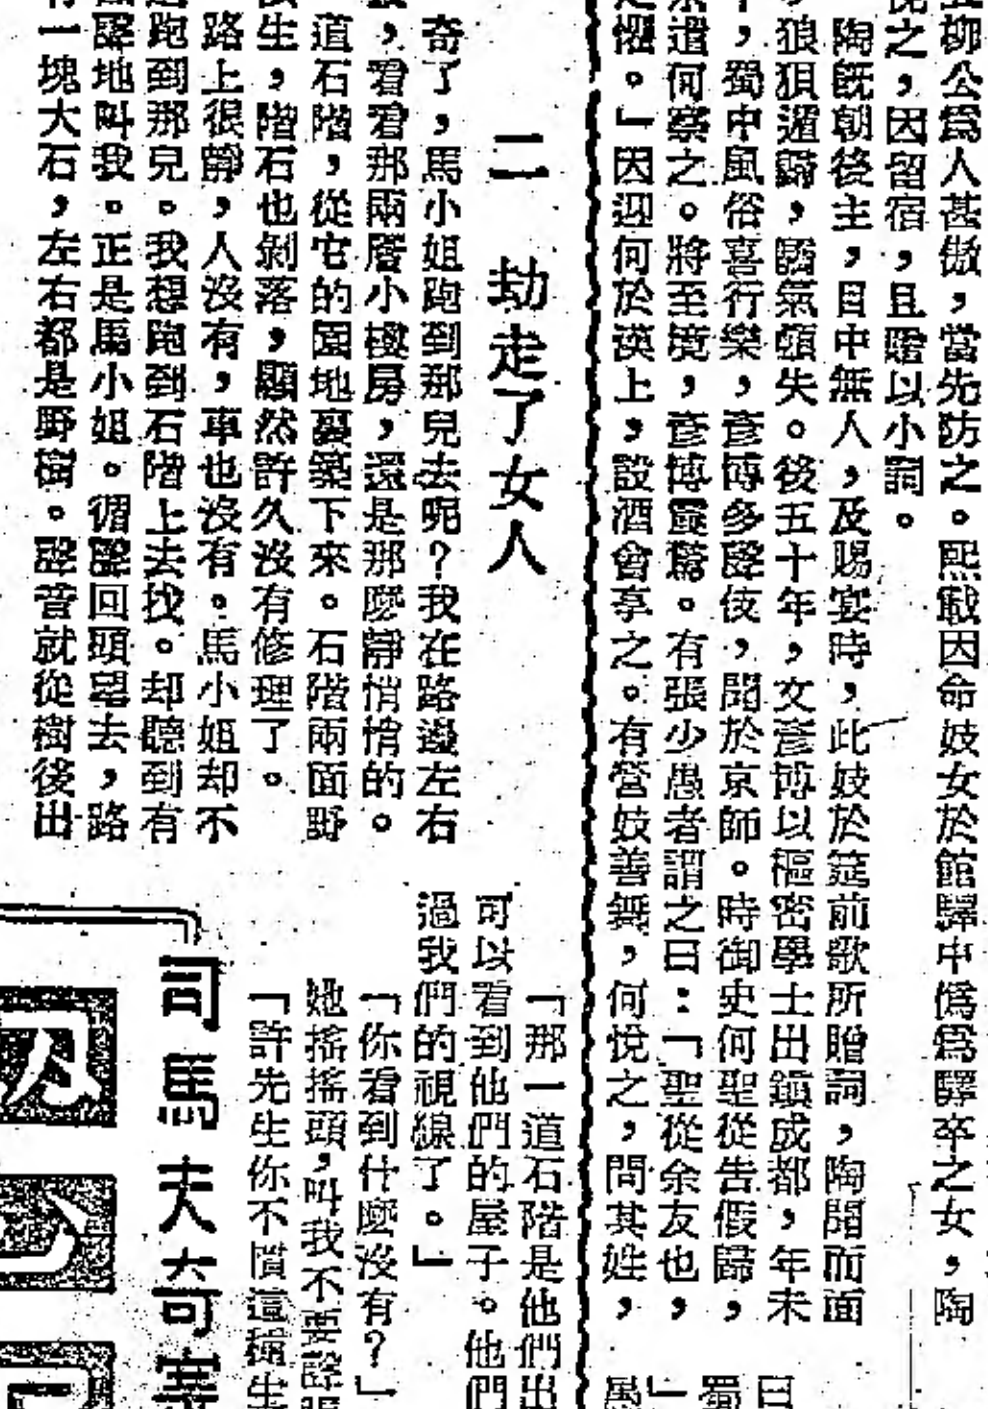 柳公爲人甚傲，當先防之。熙載因命妓女於館驛中僞爲驛卒之女，陶
悅之，因留宿，且贈以小詞。
陶旣朝後主，目中無人，及賜宴時，此妓於筵前歌所贈詞，陶聞而面
，狼狽遁歸，驕氣頓失。後五十年，文彥博以樞密學士出鎭成都，年未
，蜀中風俗喜行樂，彥博多聲伎，聞於京師。時御史何聖從告假歸，
遣何察之。將至境，彥博震驚。有張少愚者謂之曰：「聖從余友也，
懼。」因迎何於漢上，設酒會享之。有營妓善舞，何悅之，問其姓，
曰
蜀
」
愚
二　劫走了女人
奇了，馬小姐跑到那兒去呢？我在路邊左右
，看看那兩層小樓房，還是那麼靜悄悄的。
道石階，從它的園地裏築下來。石階兩面野
生，階石也剝落，顯然許久沒有修理了。
路上很靜，人沒有，車也沒有。馬小姐却不
跑到那兒。我想跑到石階上去找。却聽到有
聲地叫我。正是馬小姐。循聲回頭望去，路
一塊大石，左右都是野樹。聲音就從樹後出
「那一道石階是他們出
可以看到他們的屋子。他們
過我們的視線了。」
「你看到什麼沒有？」
她搖搖頭，叫我不要聲
「許先生你不慣這種生
司馬夫奇案